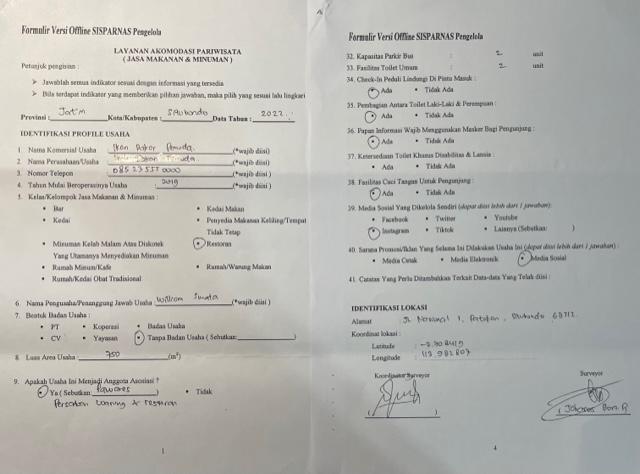 Formulir Versi Offline SISPARNAS Pengelola
LAYANAN AKOMODASI PARIWISATA
( JASA MAKANAN & MINUMAN )
Petunjuk pengisian :
➢ Jawablah semua indikator sesuai dengan informasi yang tersedia
➢ Bila terdapat indikator yang memberikan pilihan jawaban, maka pilih yang sesuai lalu lingkari
Provinsi : Jatim Kota/Kabupaten : Situbondo Data Tahun : 2022
IDENTIFIKASI PROFILE USAHA
1. Nama Komersial Usaha Ikan Bakar Pemuda (*wajib diisi)
2. Nama Perusahaan/Usaha (*wajib diisi)
3. Nomor Telepon (*wajib diisi )
4. Tahun Mulai Beroperasinya Usaha 2019 (*wajib diisi )
5. Kelas/Kelompok Jasa Makanan & Minuman :
• Bar
• Kedai
• Minuman Keluh Malam Atau Diskotek
Yang Utamanya Menyediakan Minuman
• Rumah Minum/Kafe
• Rumah/Kedai Obat Tradisional
• Kedai Makan
• Penyedia Makanan Keliling/Tempat
Tidak Tetap
• Restoran
• Rumah/Warung Makan
6. Nama Pengusaha/Penanggung Jawab Usaha William (*wajib diisi )
7. Bentuk Badan Usaha :
• PT • Koperasi • Badan Usaha
• CV • Yayasan • Tanpa Badan Usaha ( Sebutkan: )
8. Luas Area Usaha 750 (m²)
9. Apakah Usaha Ini Menjadi Anggota Asosiasi ?
• Ya ( Sebutkan: ) • Tidak
1
Formulir Versi Offline SISPARNAS Pengelola
32. Kapasitas Parkir Bus : 2 unit
33. Fasilitas Toilet Umum : 2 unit
34. Check-In Peduli Lindungi Di Pintu Masuk :
• Ada • Tidak Ada
35. Pembagian Antara Toilet Laki-Laki & Perempuan :
• Ada • Tidak Ada
36. Papan Informasi Wajib Menggunakan Masker Bagi Pengunjung :
• Ada • Tidak Ada
37. Ketersediaan Toilet Khusus Disabilitas & Lansia :
• Ada • Tidak Ada
38. Fasilitas Cuci Tangan Untuk Pengunjung :
• Ada • Tidak Ada
39. Media Sosial Yang Dikelola Sendiri (dapat diisi lebih dari 1 jawaban):
• Facebook • Twitter • Youtube
• Instagram • Tiktok • Lainnya (Sebutkan: )
40. Sarana Promosi/Iklan Yang Selama Ini Dilakukan Usaha Ini (dapat diisi lebih dari 1 jawaban) :
• Media Cetak • Media Elektronik • Media Sosial
41. Catatan Yang Perlu Ditambahkan Terkait Data-data Yang Telah diisi :
IDENTIFIKASI LOKASI
Alamat : Jl. Nasional 1, Situbondo 68312
Koordinat lokasi :
Latitude :
Longitude :
Koordinator Surveyor
Surveyor
4